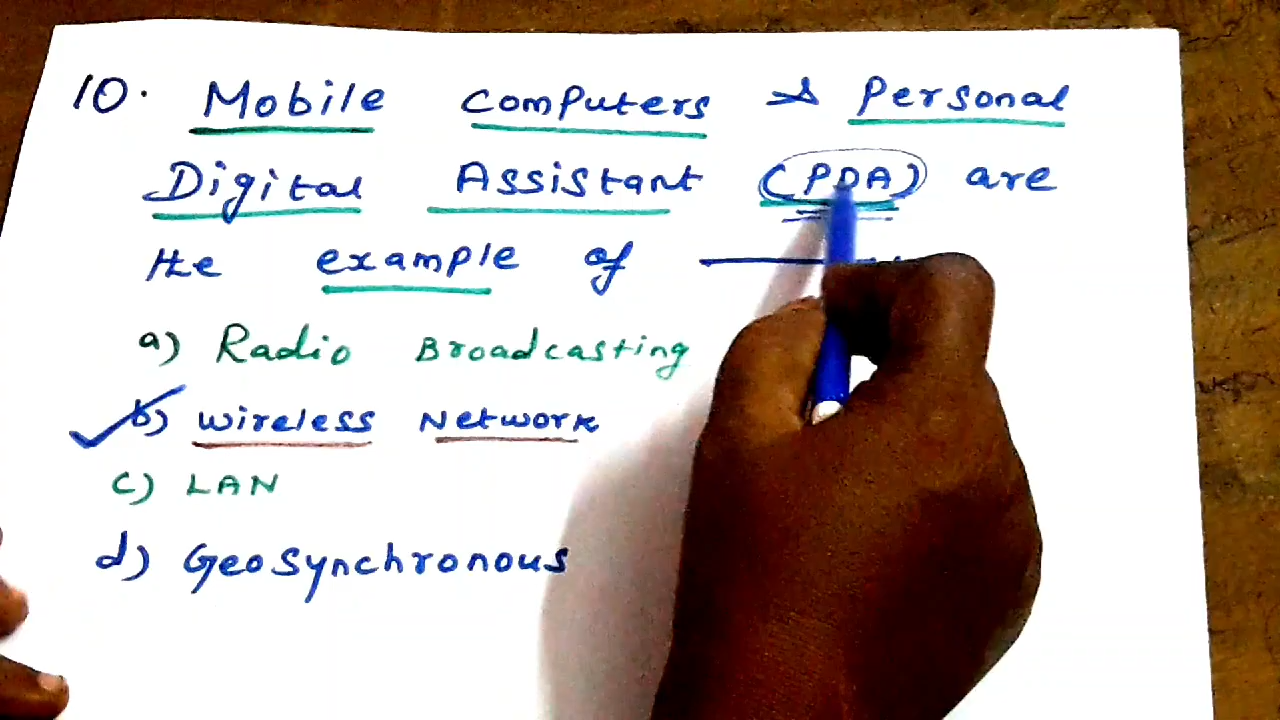 10. Mobile Computers & Personal
Digital Assistant (PDA) are
the example of
a) Radio Broadcasting
b) Wireless Network
c) LAN
d) Geosynchronous